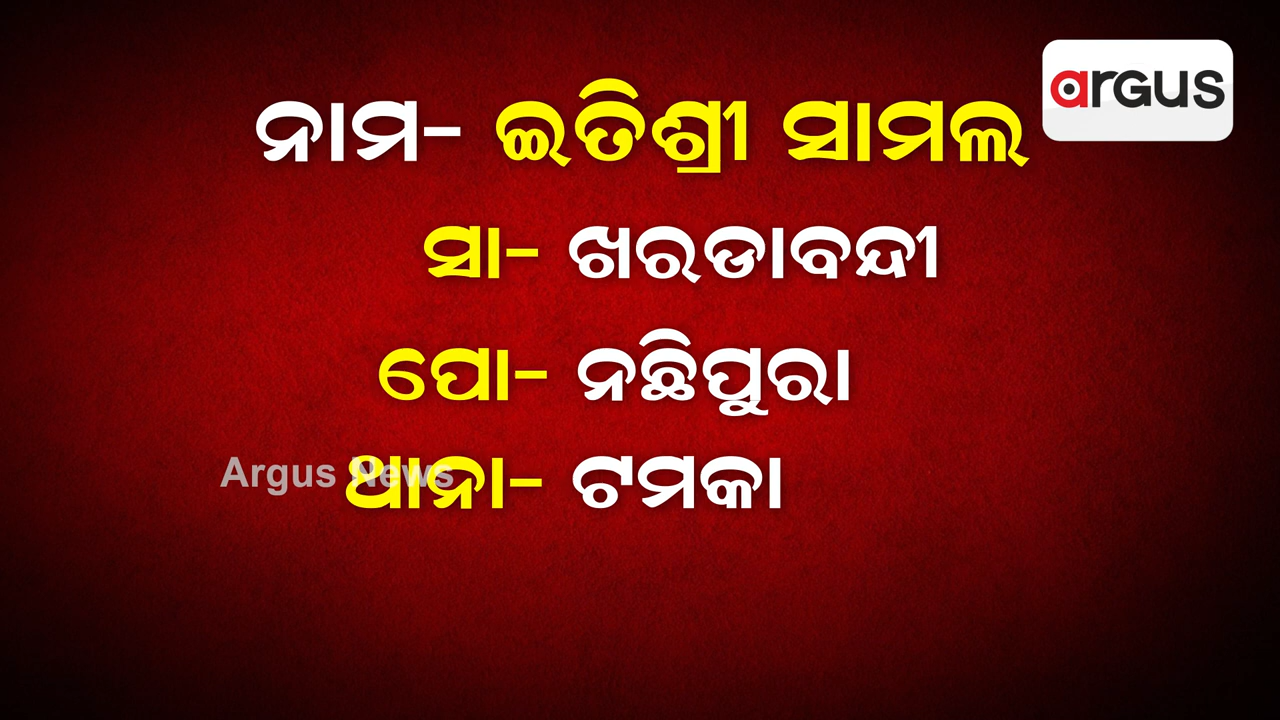 argus
ନାମ- ଇତିଶ୍ରୀ ସାମଲ
ସା- ଖରଡାବନ୍ଦୀ
ପୋ- ନଛିପୁରା
ଥାନା- ଟମକା
Argus News